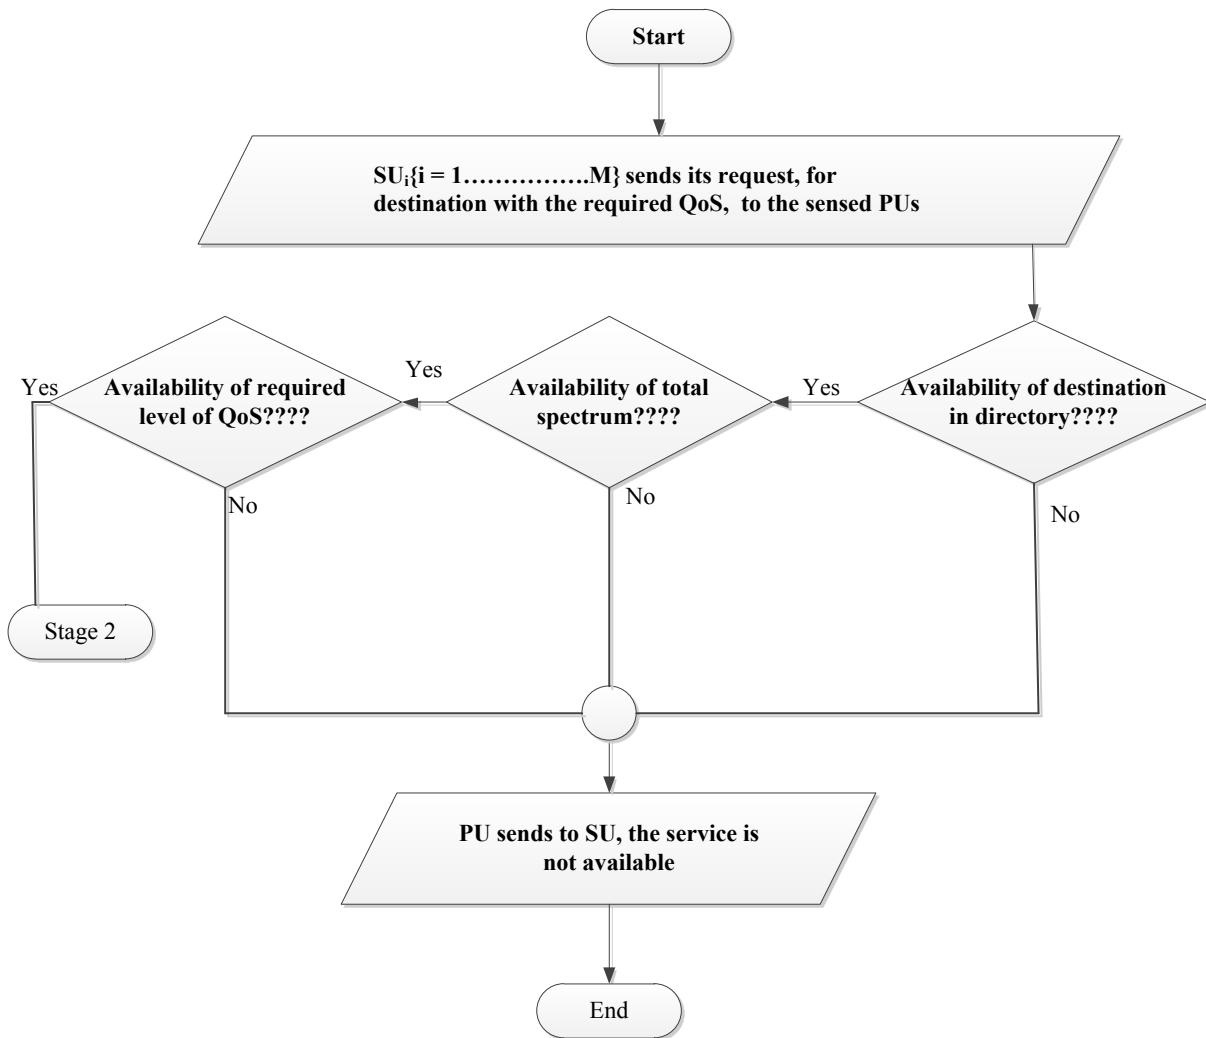 Start
SUᵢ{i = 1…………….M} sends its request, for
destination with the required QoS,  to the sensed PUs
Yes
Availability of required
level of QoS????
Yes
Availability of total
spectrum????
Yes
Availability of destination
in directory????
No
No
No
Stage 2
PU sends to SU, the service is
not available
End